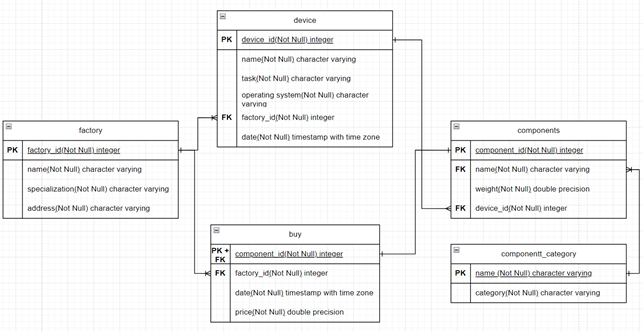 device
PK device_id(Not Null) integer
name(Not Null) character varying
task(Not Null) character varying
operating system(Not Null) character
varying
FK factory_id(Not Null) integer
date(Not Null) timestamp with time zone
factory
PK factory_id(Not Null) integer
name(Not Null) character varying
specialization(Not Null) character varying
address(Not Null) character varying
components
PK component_id(Not Null) integer
FK name(Not Null) character varying
weight(Not Null) double precision
FK device_id(Not Null) integer
buy
PK +
FK component_id(Not Null) integer
FK factory_id(Not Null) integer
date(Not Null) timestamp with time zone
price(Not Null) double precision
componentt_category
PK name (Not Null) character varying
category(Not Null) character varying